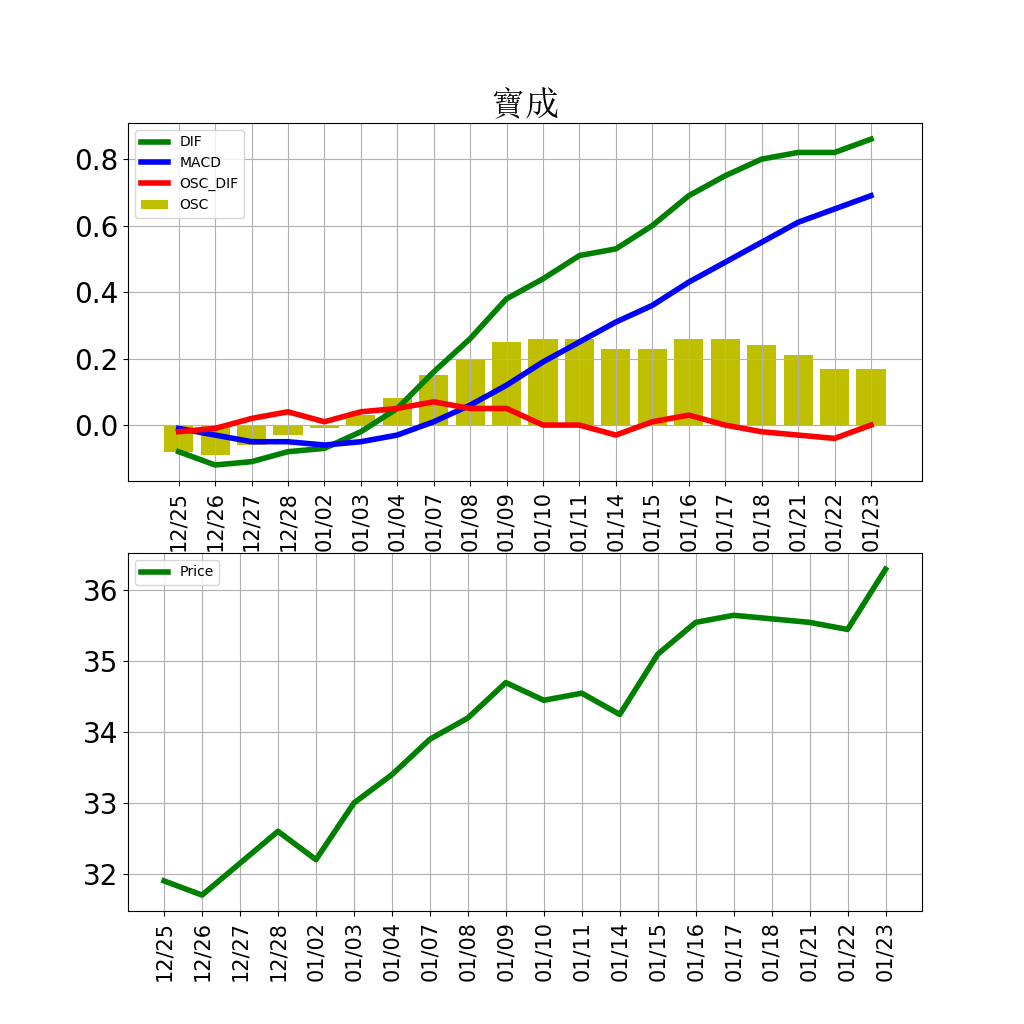 寶成
DIF
MACD
OSC_DIF
OSC
0.8
0.6
0.4
0.2
0.0
12/25 12/26 12/27 12/28 01/02 01/03 01/04 01/07 01/08 01/09 01/10 01/11 01/14 01/15 01/16 01/17 01/18 01/21 01/22 01/23
Price
36
35
34
33
32
12/25 12/26 12/27 12/28 01/02 01/03 01/04 01/07 01/08 01/09 01/10 01/11 01/14 01/15 01/16 01/17 01/18 01/21 01/22 01/23